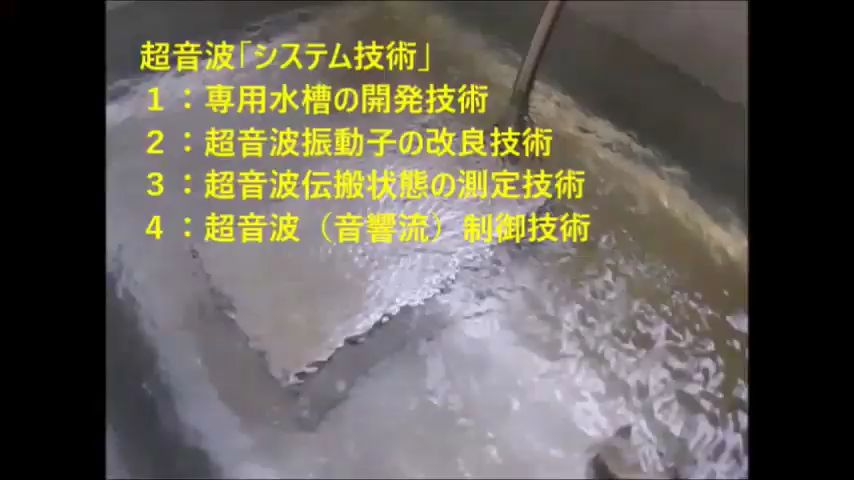 超音波「システム技術」
１：専用水槽の開発技術
２：超音波振動子の改良技術
３：超音波伝搬状態の測定技術
４：超音波（音響流）制御技術